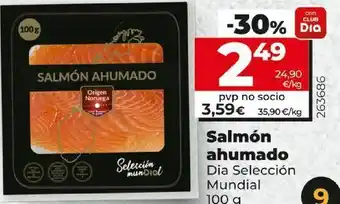 100 g
SALMÓN AHUMADO
Origen
Noruega
Selección
munDial
-30%
con
CLUB
Dia
2,49
24,90
€/kg
pvp no socio
3,59€ 35,90 €/kg
263686
Salmón
ahumado
Dia Selección
Mundial
100 g
9